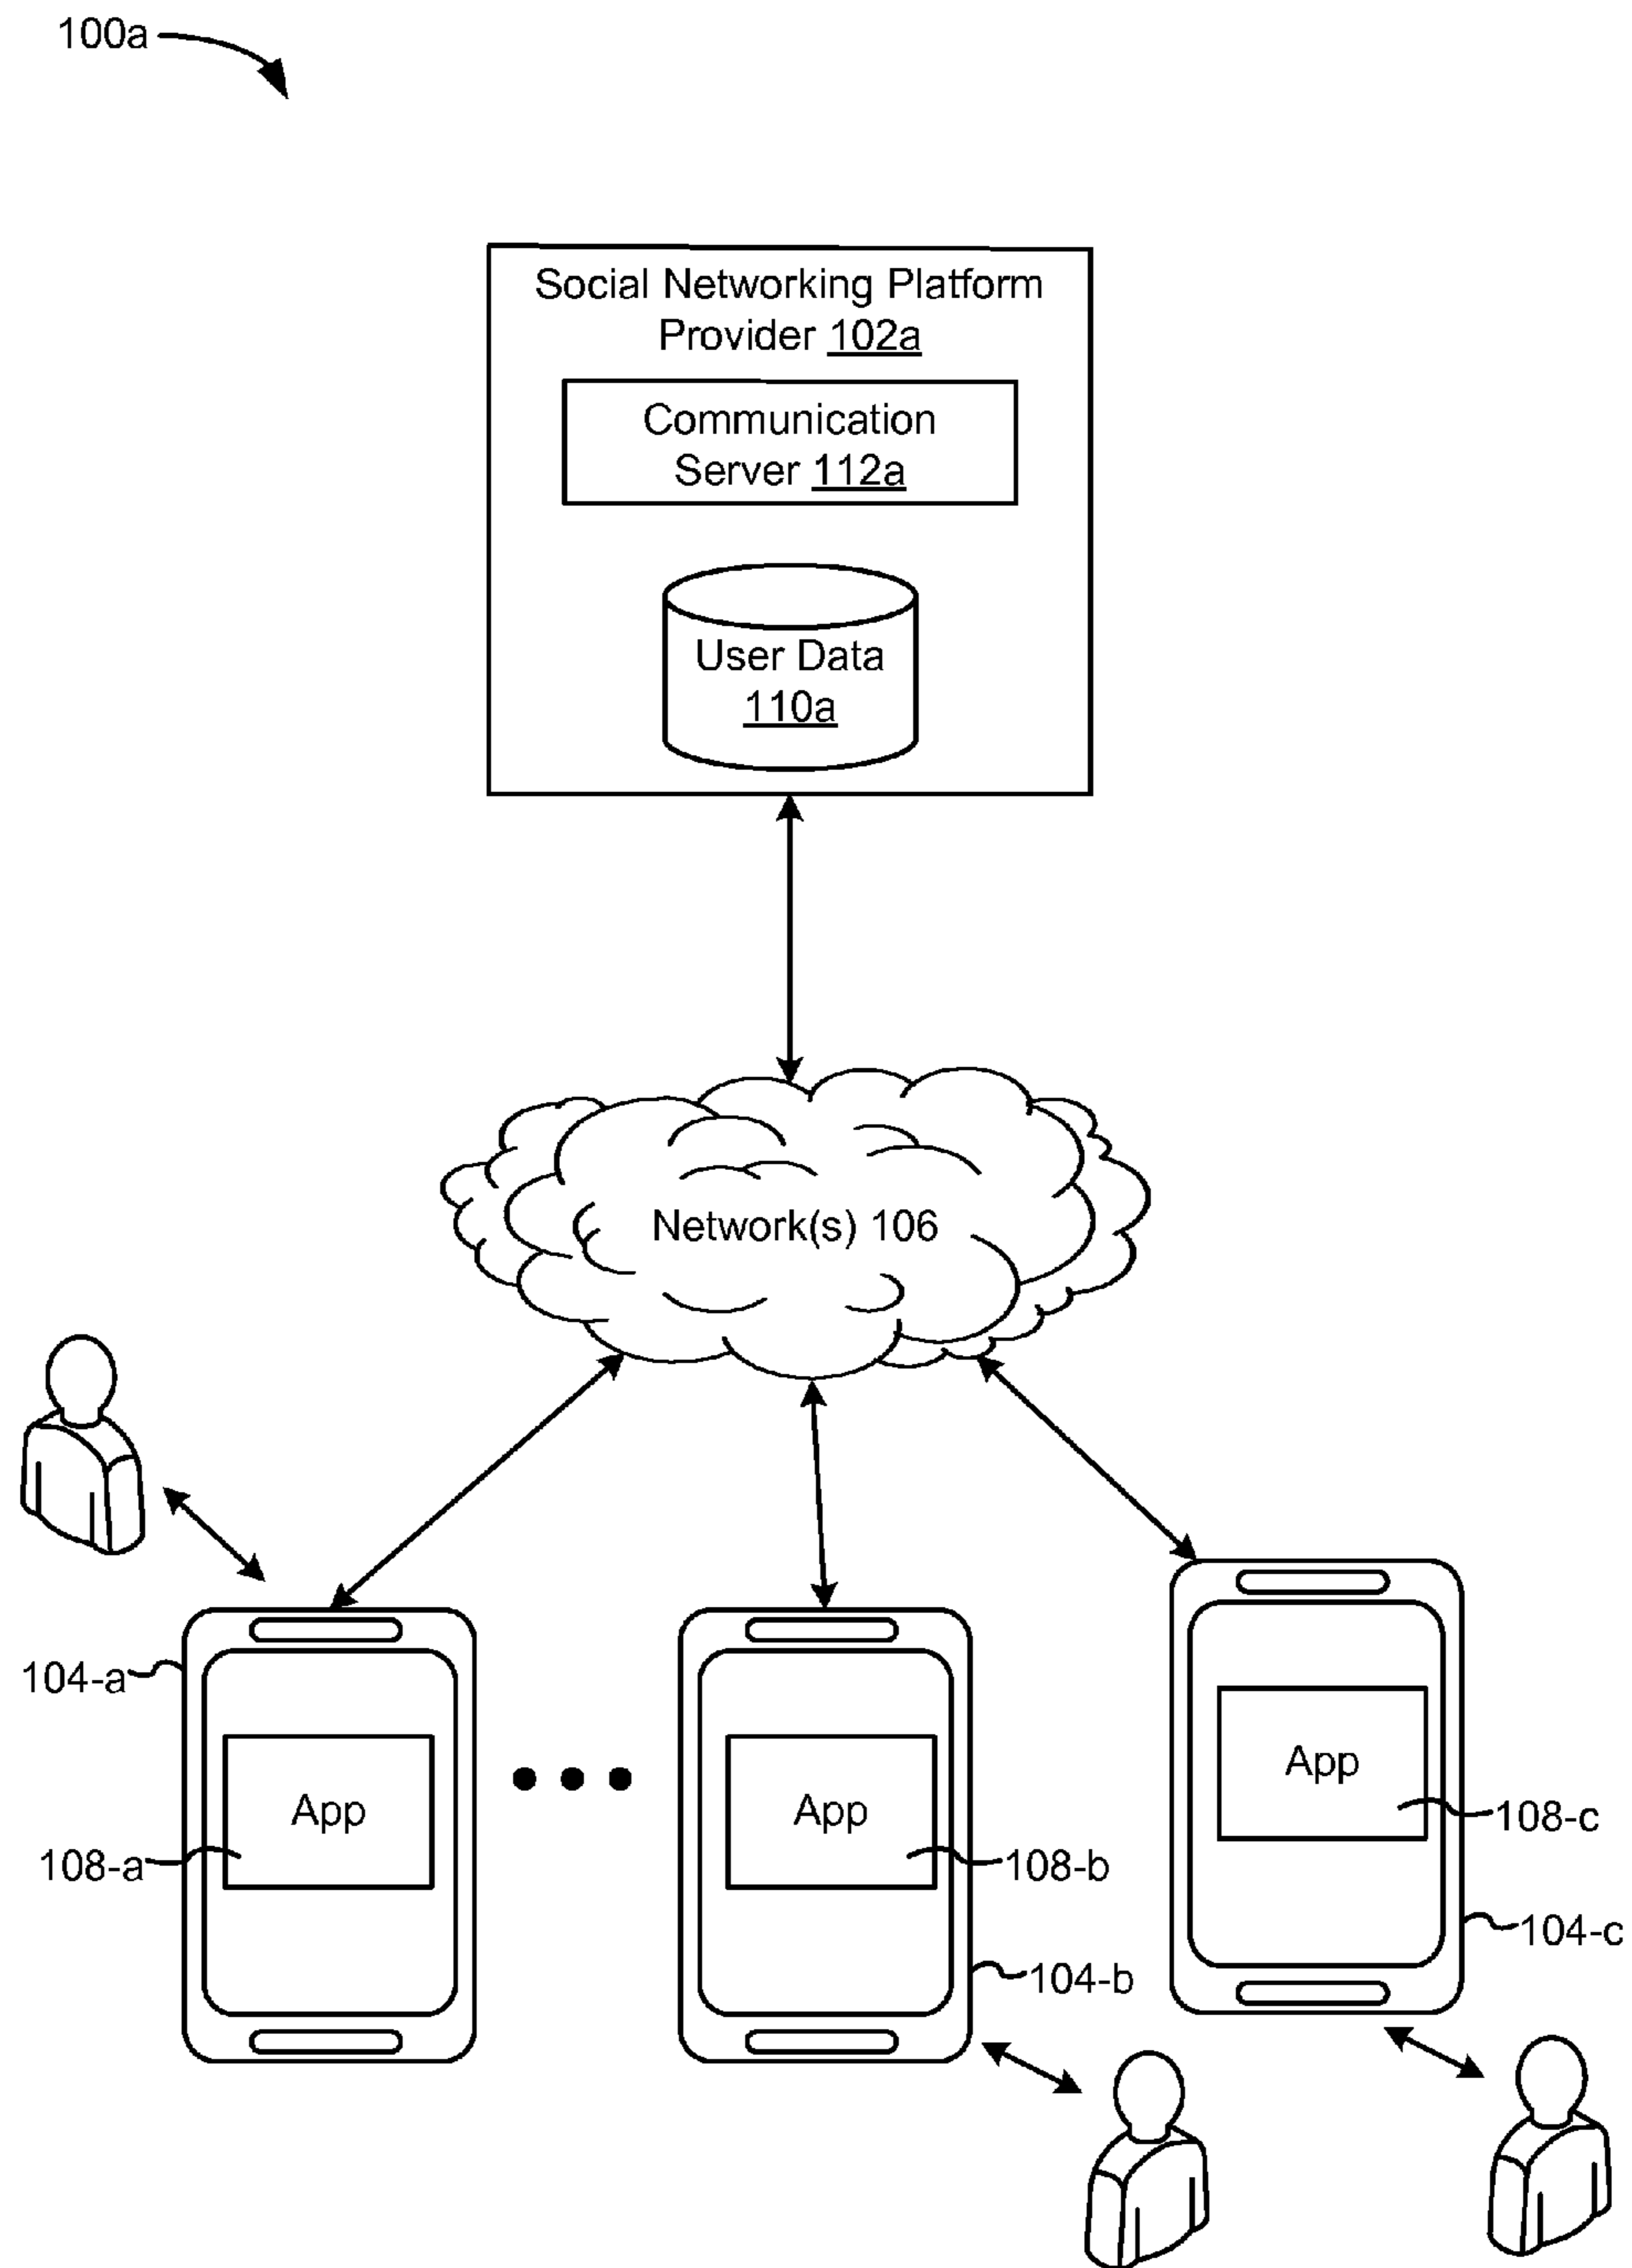 100a
Social Networking Platform
Provider 102a
Communication
Server 112a
User Data
110a
Network(s) 106
104-a
App
108-a
App
108-b
104-b
App
108-c
104-c